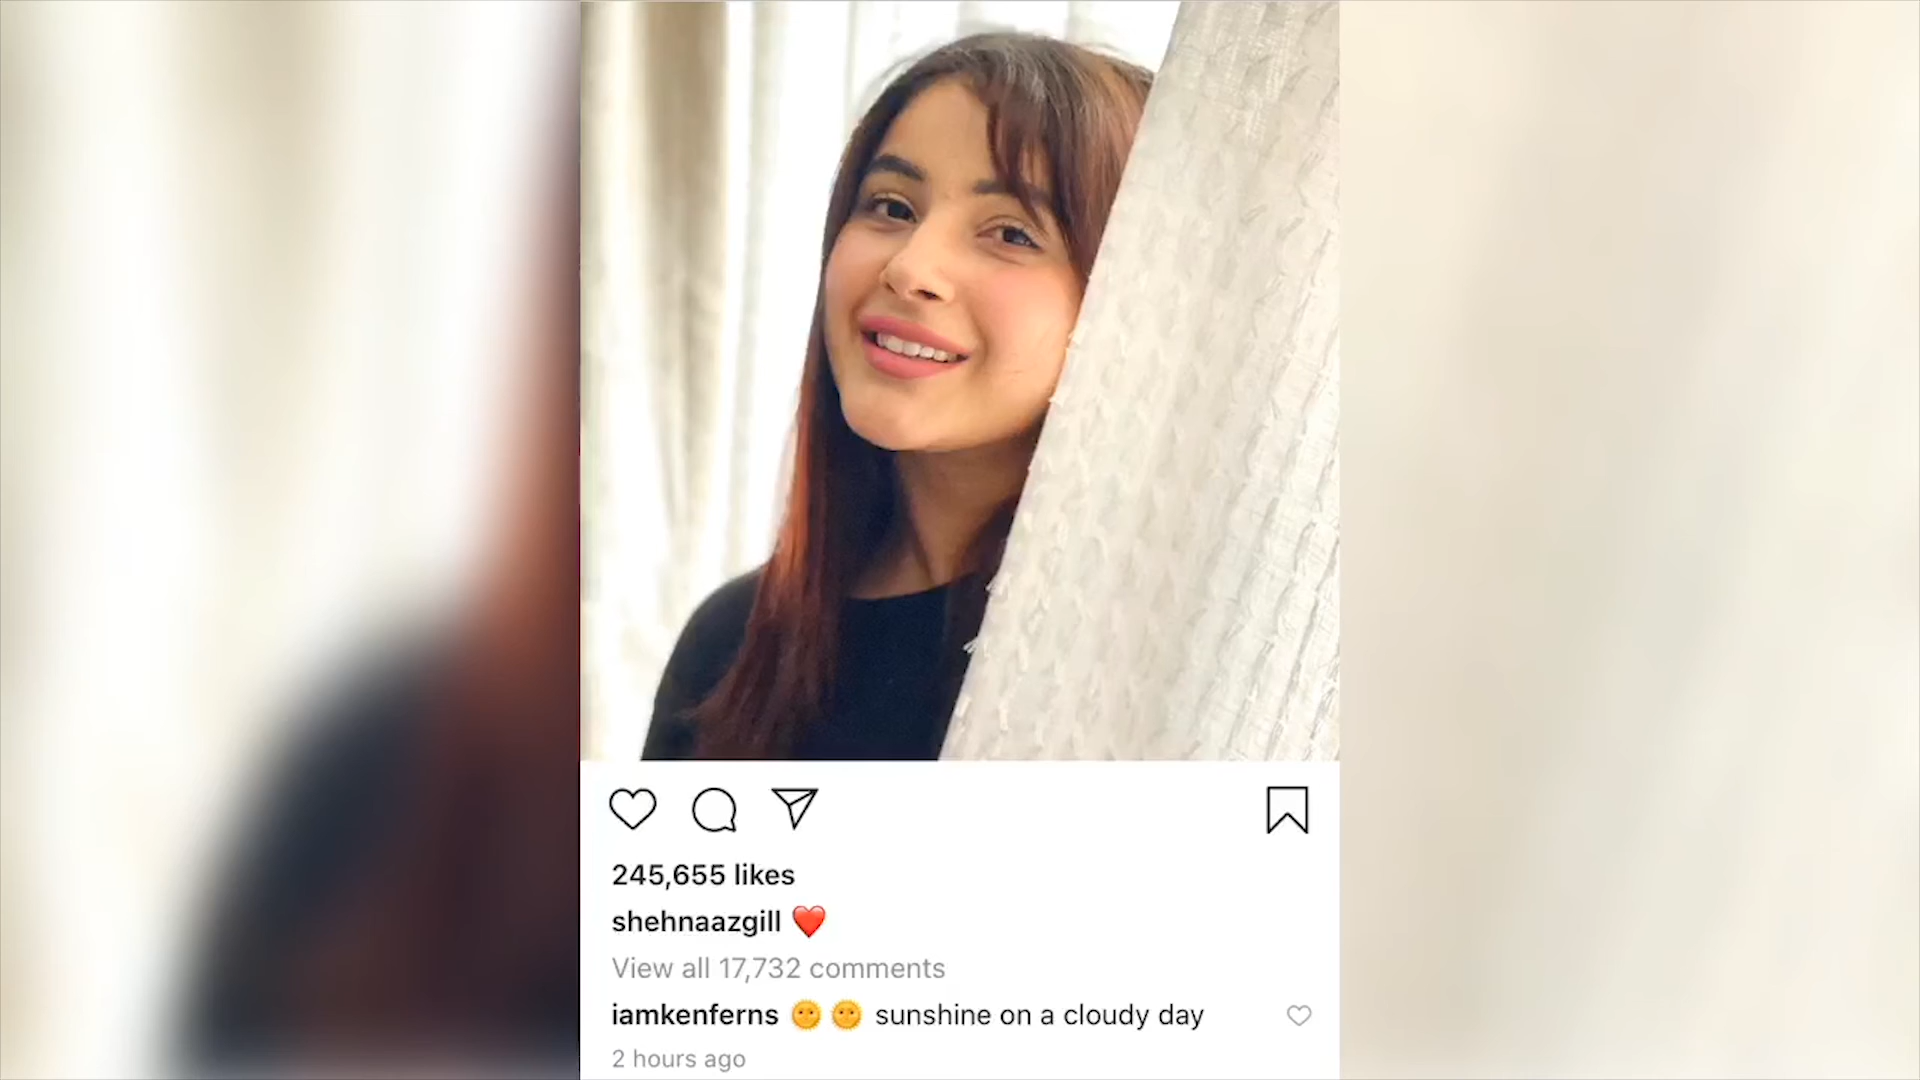 245,655 likes
shehnaazgill ❤️
View all 17,732 comments
iamkenferns 🌞🌞 sunshine on a cloudy day
2 hours ago